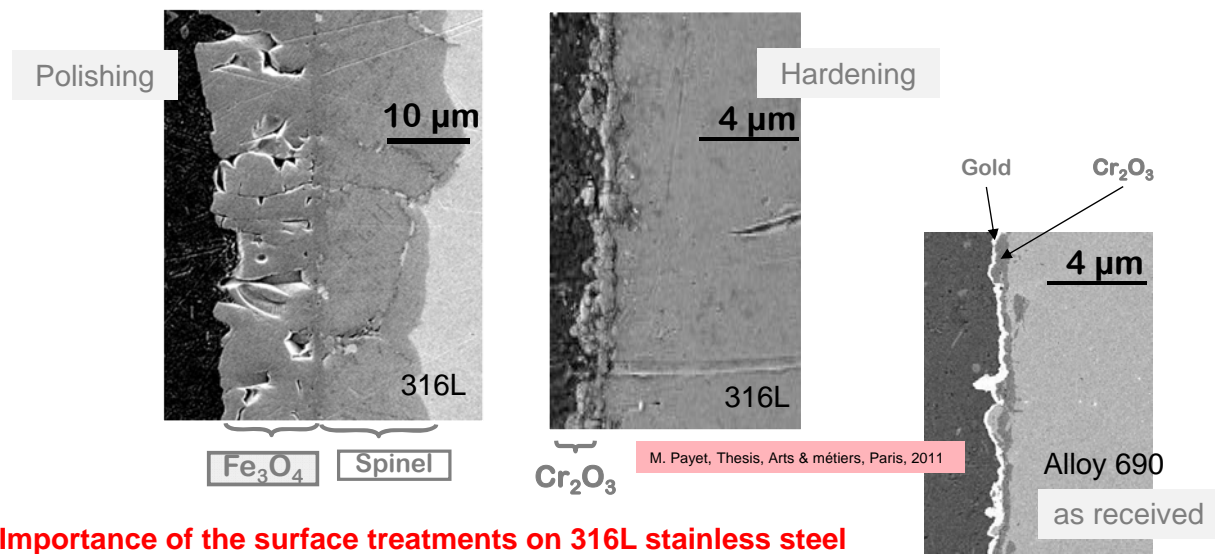 Polishing
10 µm
316L
Fe₃O₄
Spinel
Hardening
4 µm
316L
Cr₂O₃
M. Payet, Thesis, Arts & métiers, Paris, 2011
Gold
Cr₂O₃
4 µm
Alloy 690
as received
Importance of the surface treatments on 316L stainless steel